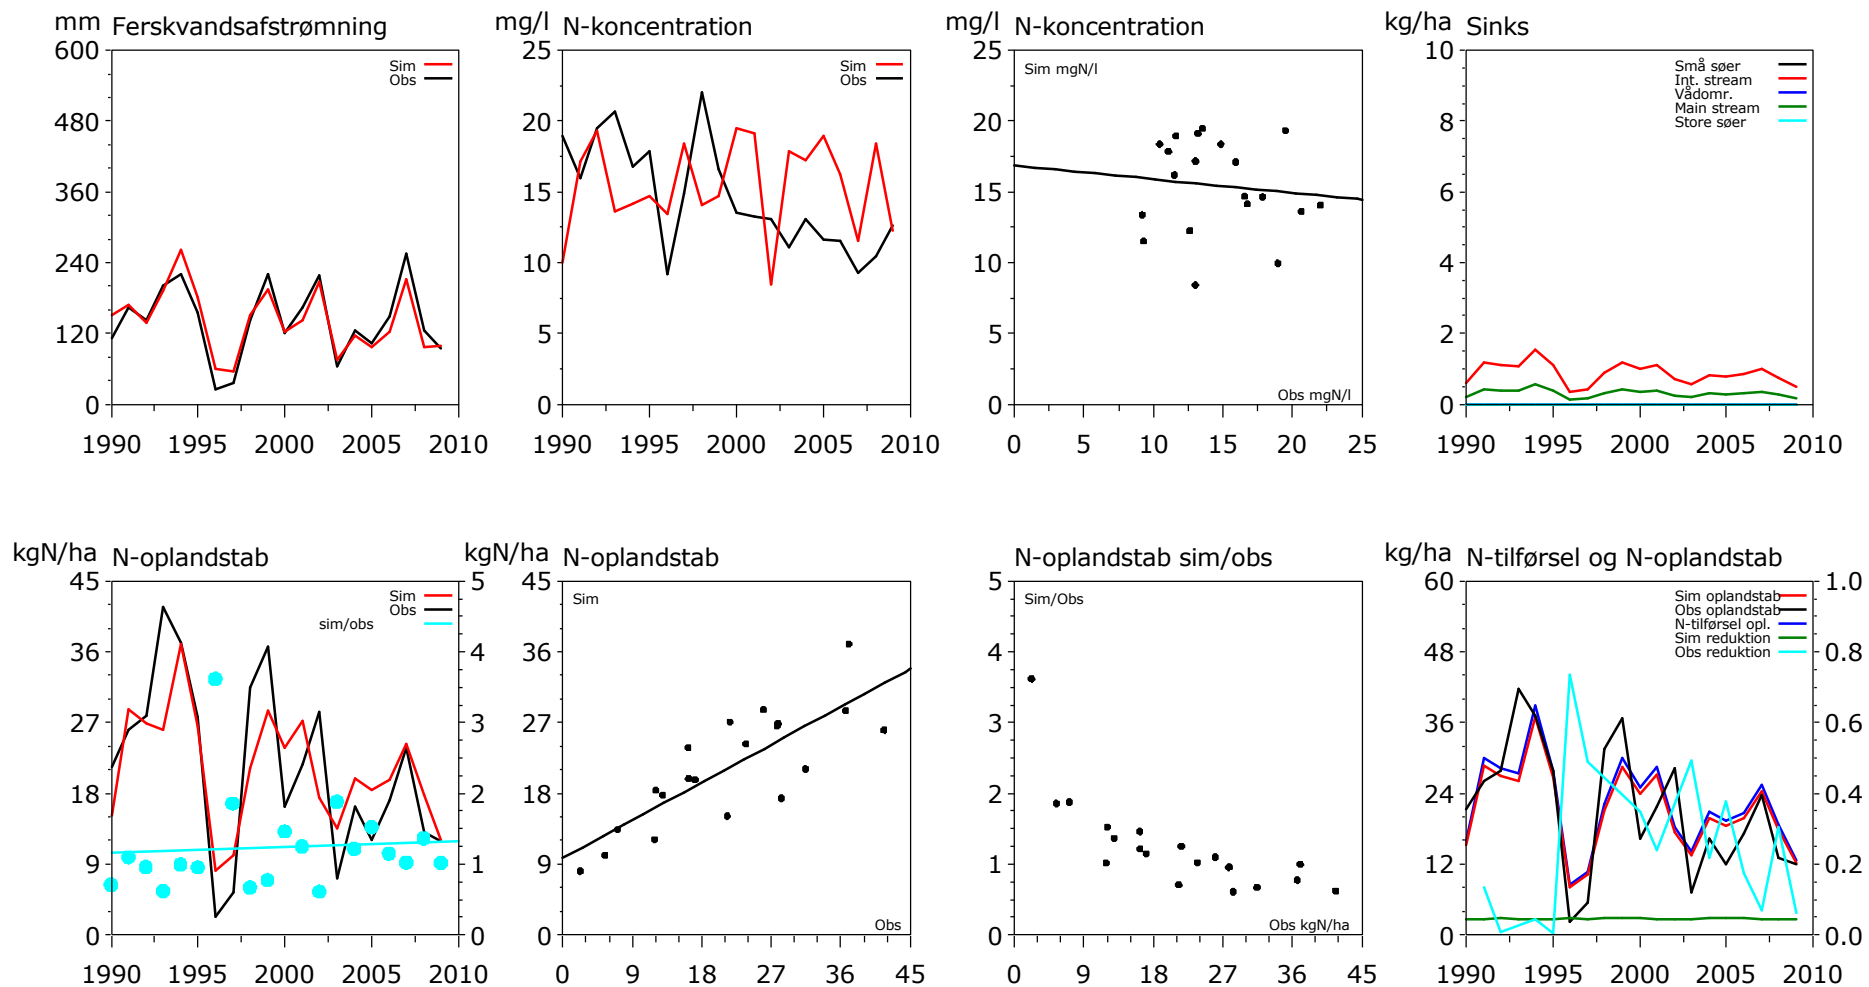 mm Ferskvandsafstrømning
600
480
360
240
120
0
1990 1995 2000 2005 2010
Sim
Obs
mg/l N-koncentration
25
20
15
10
5
0
1990 1995 2000 2005 2010
Sim
Obs
mg/l N-koncentration
25
20
15
10
5
0
0 5 10 15 20 25
Sim mgN/l
Obs mgN/l
kg/ha Sinks
10
8
6
4
2
0
1990 1995 2000 2005 2010
Små søer
Int. stream
Vådomr.
Main stream
Store søer
kgN/ha N-oplandstab
45
36
27
18
9
0
5
4
3
2
1
0
1990 1995 2000 2005 2010
Sim
Obs
sim/obs
kgN/ha N-oplandstab
45
36
27
18
9
0
0 9 18 27 36 45
Sim
Obs
N-oplandstab sim/obs
5
4
3
2
1
0
0 9 18 27 36 45
Sim/Obs
Obs kgN/ha
kg/ha N-tilførsel og N-oplandstab
60
48
36
24
12
0
1.0
0.8
0.6
0.4
0.2
0.0
1990 1995 2000 2005 2010
Sim oplandstab
Obs oplandstab
N-tilførsel opl.
Sim reduktion
Obs reduktion